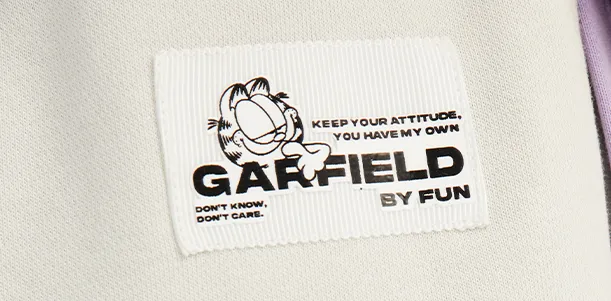 KEEP YOUR ATTITUDE,
YOU HAVE MY OWN
GARFIELD
DON'T KNOW,
DON'T CARE.
BY FUN